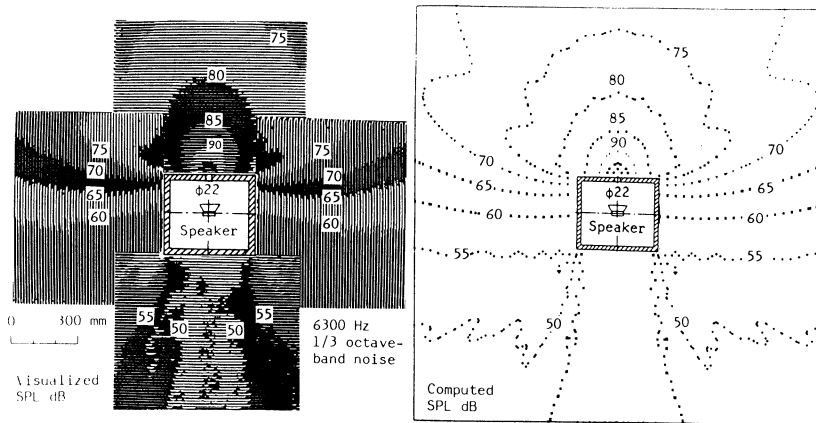 75
80
85
90
75 75
70 70
65 65
60 60
φ22
Speaker
55 55
50 50
0 300 mm
6300 Hz
1/3 octave-
band noise
Visualized
SPL dB
75
80
85
90
70 70
65 65
60 60
φ22
Speaker
55 55
50 50
Computed
SPL dB